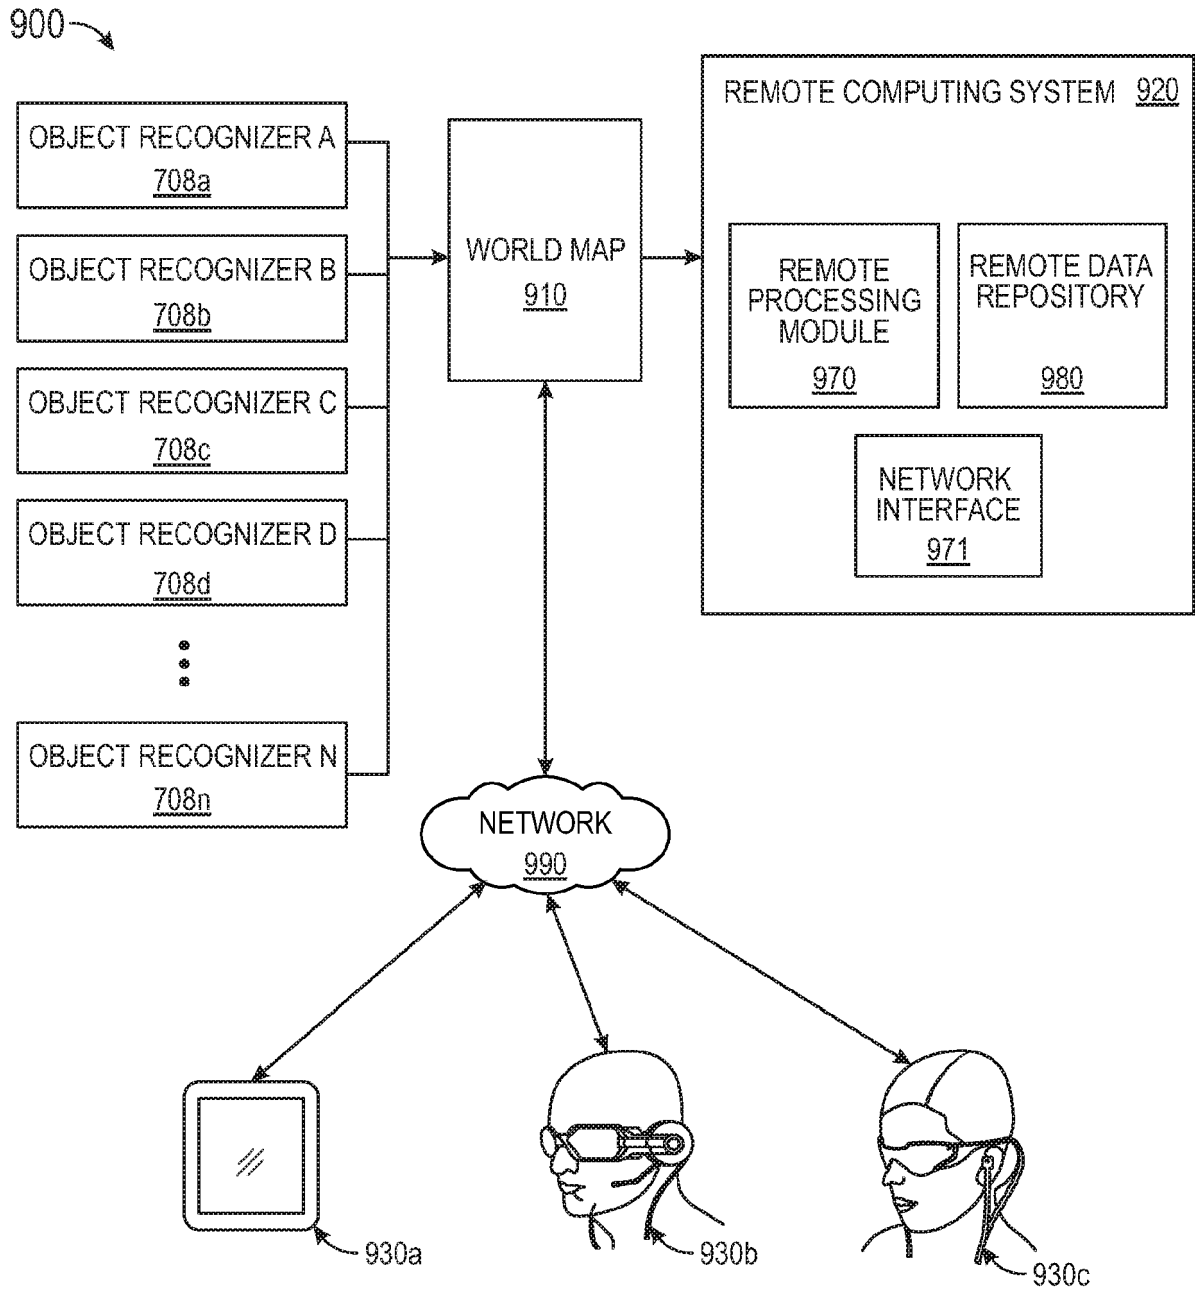 900
OBJECT RECOGNIZER A
708a
OBJECT RECOGNIZER B
708b
OBJECT RECOGNIZER C
708c
OBJECT RECOGNIZER D
708d
OBJECT RECOGNIZER N
708n
WORLD MAP
910
REMOTE COMPUTING SYSTEM 920
REMOTE
PROCESSING
MODULE
970
REMOTE DATA
REPOSITORY
980
NETWORK
INTERFACE
971
NETWORK
990
930a
930b
930c